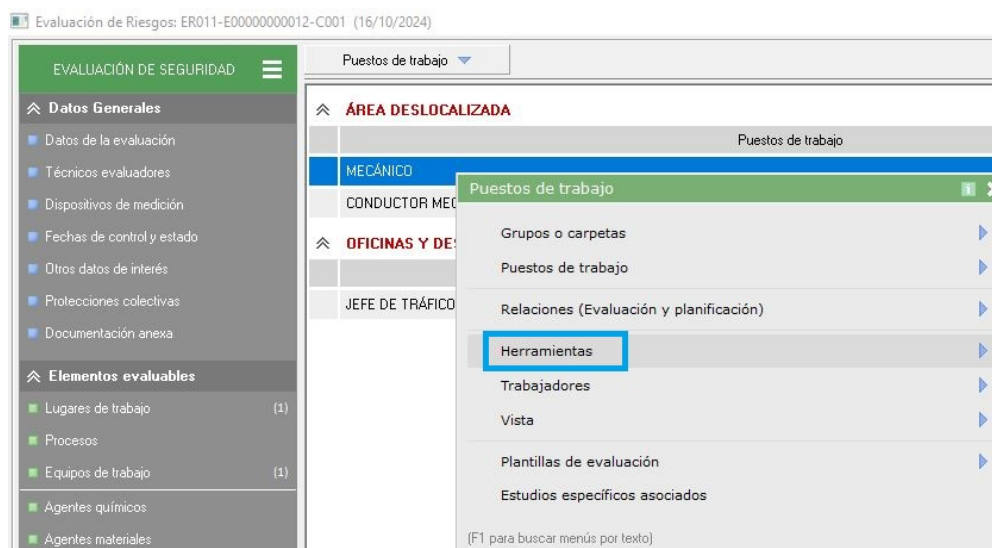 Evaluación de Riesgos: ER011-E00000000012-C001 (16/10/2024)
EVALUACIÓN DE SEGURIDAD
Datos Generales
Datos de la evaluación
Técnicos evaluadores
Dispositivos de medición
Fechas de control y estado
Otros datos de interés
Protecciones colectivas
Documentación anexa
Elementos evaluables
Lugares de trabajo (1)
Procesos
Equipos de trabajo (1)
Agentes químicos
Agentes materiales
Puestos de trabajo
ÁREA DESLOCALIZADA
Puestos de trabajo
MECÁNICO
CONDUCTOR MEC
OFICINAS Y DES
JEFE DE TRÁFICO
Puestos de trabajo
Grupos o carpetas
Puestos de trabajo
Relaciones (Evaluación y planificación)
Herramientas
Trabajadores
Vista
Plantillas de evaluación
Estudios específicos asociados
(F1 para buscar menús por texto)